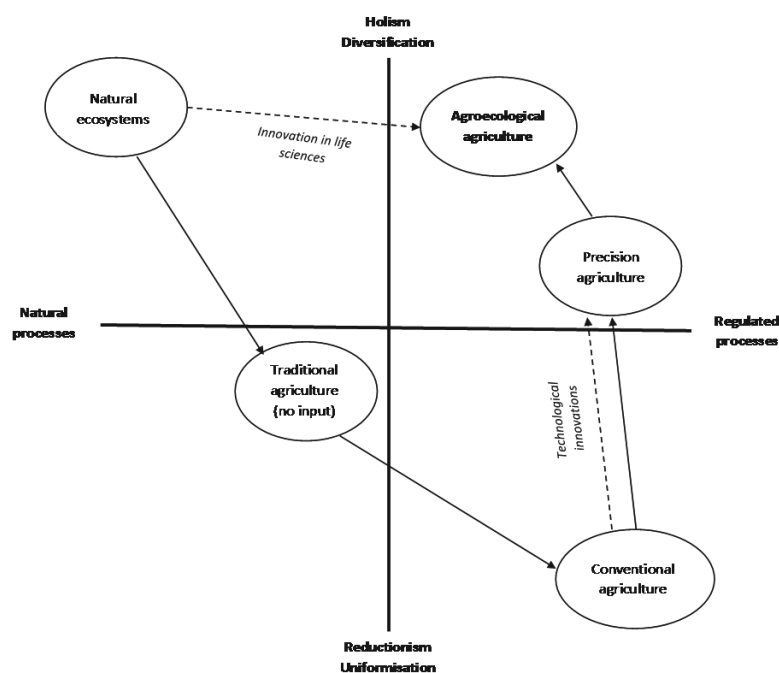 Holism
Diversification
Natural
ecosystems
Innovation in life
sciences
Agroecological
agriculture
Precision
agriculture
Natural
processes
Regulated
processes
Traditional
agriculture
(no input)
Technological
innovations
Conventional
agriculture
Reductionism
Uniformisation